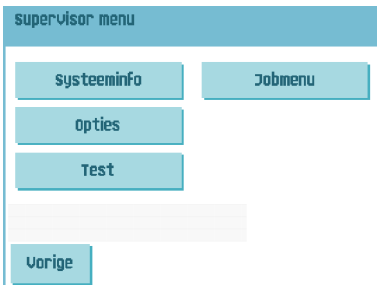 Supervisor menu
Systeeminfo
Jobmenu
Opties
Test
Vorige